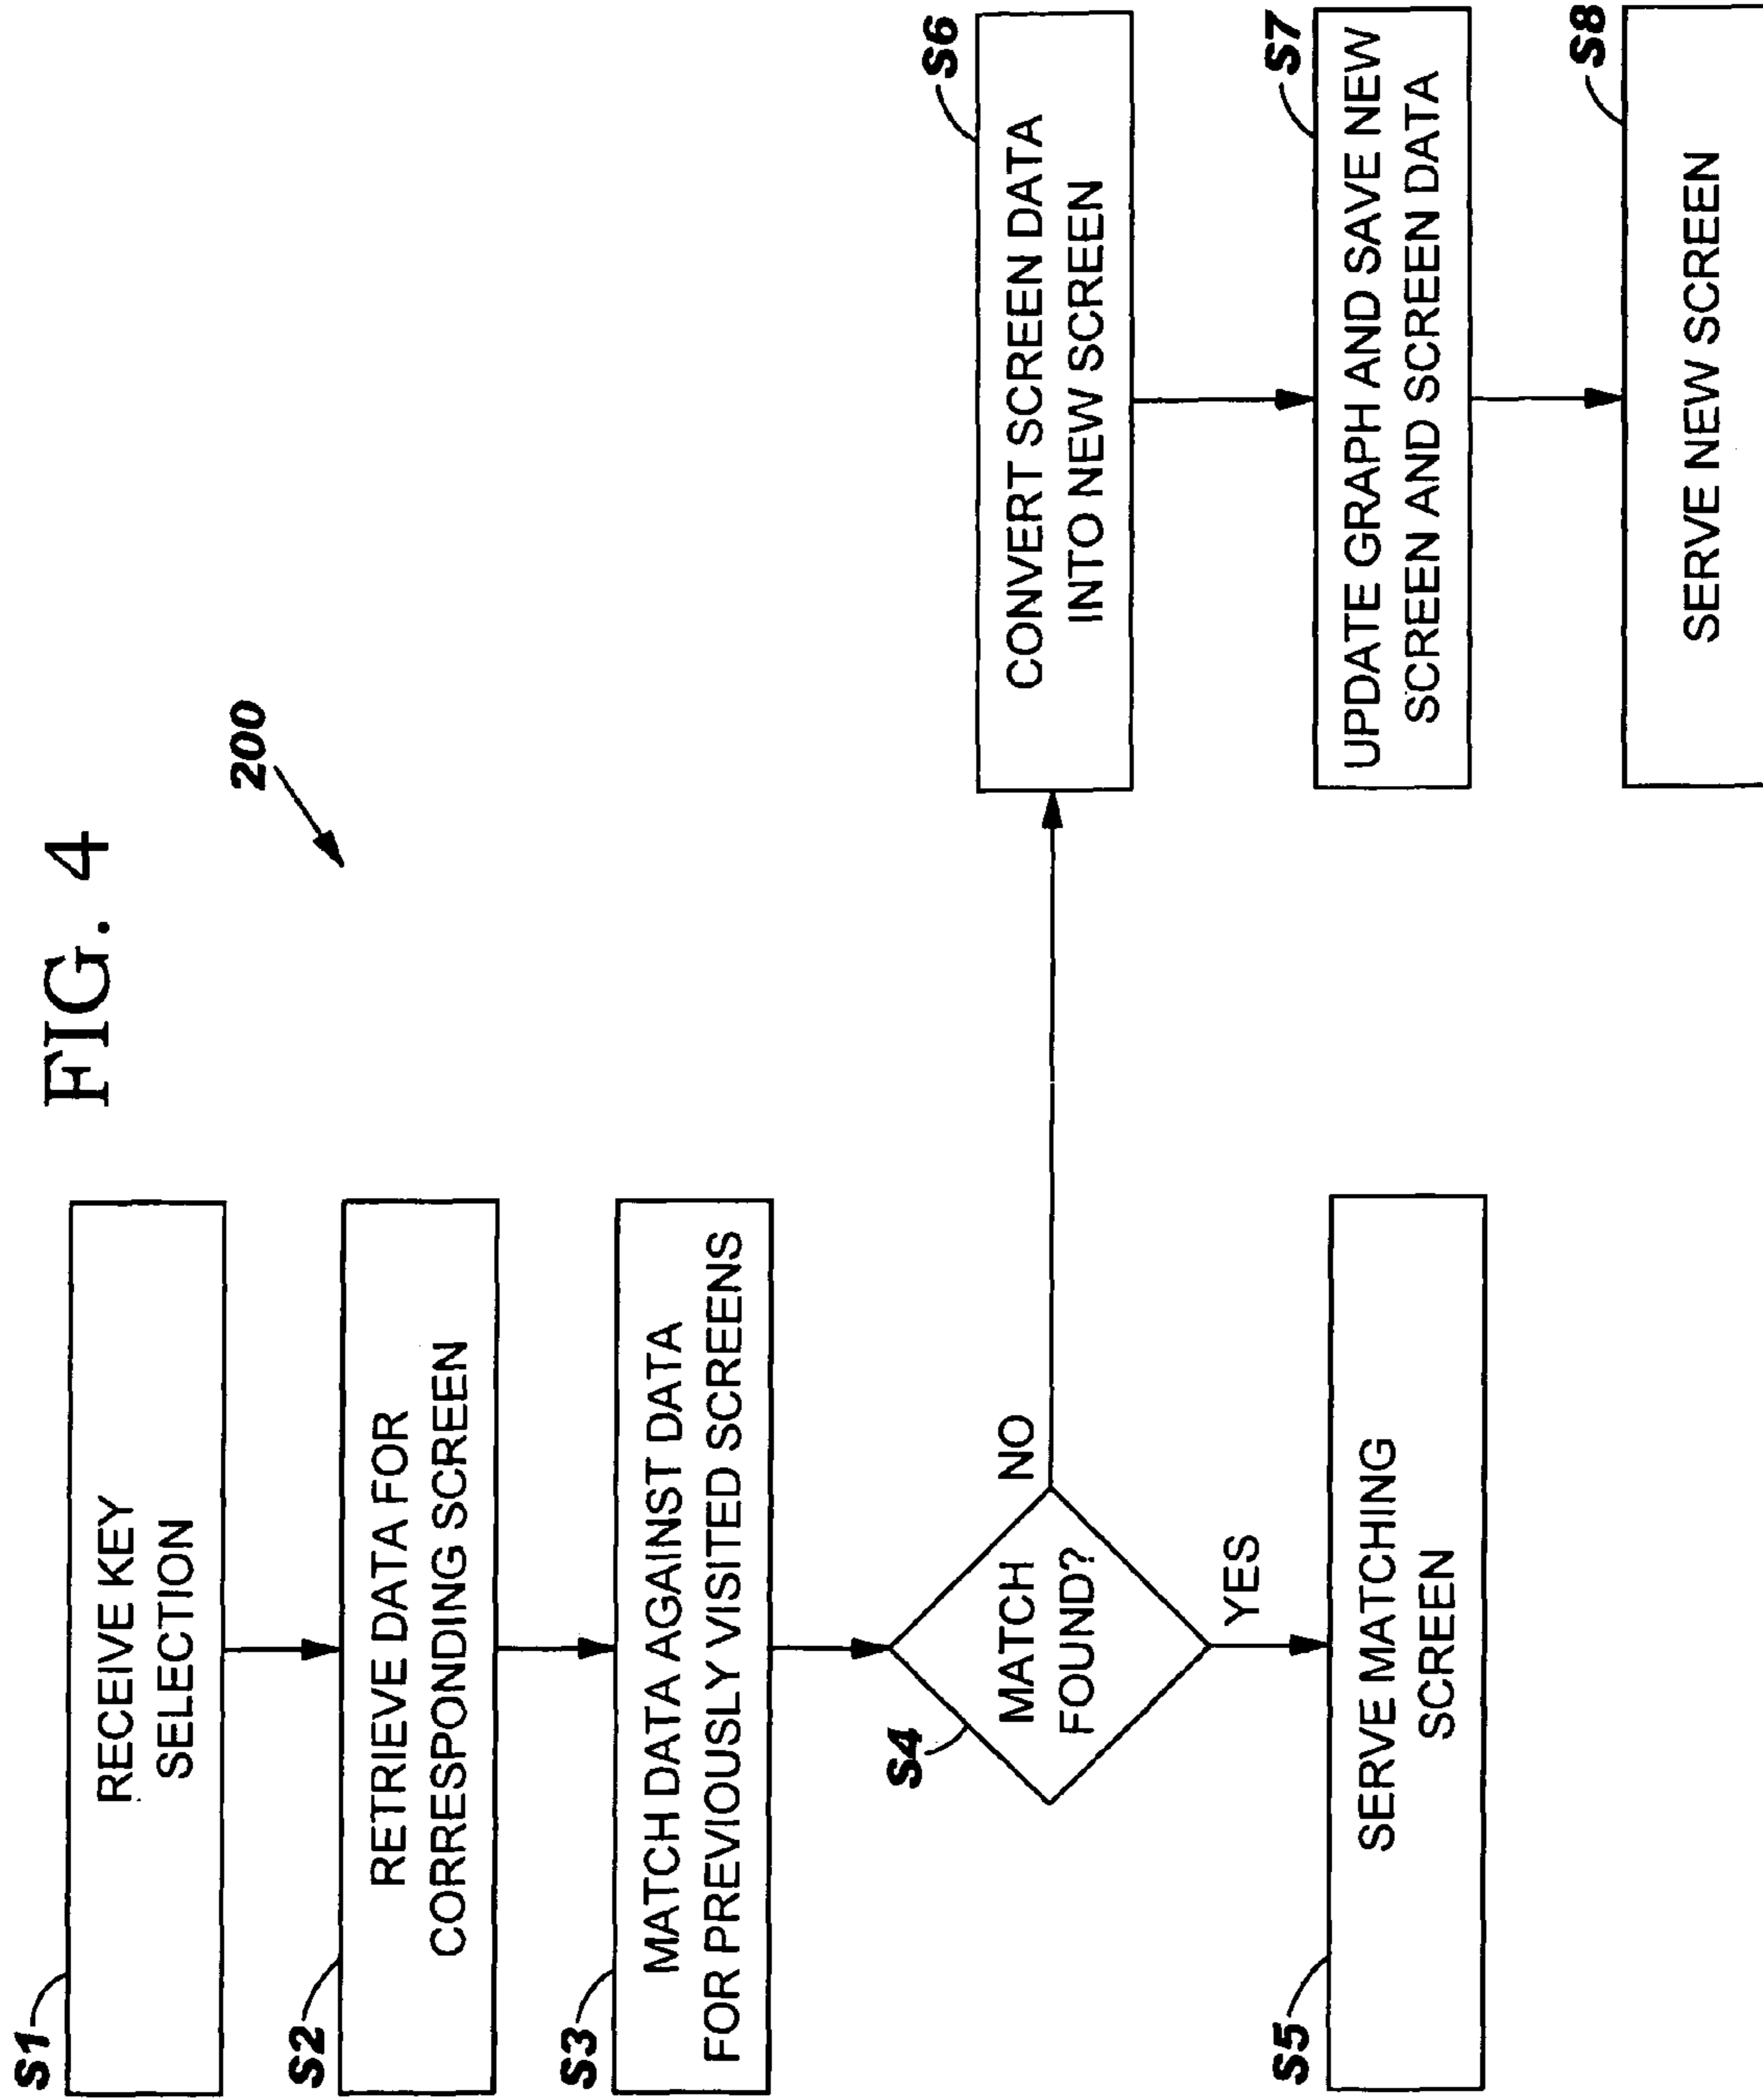 FIG. 4
200
S1
RECEIVE KEY
SELECTION
S2
RETRIEVE DATA FOR
CORRESPONDING SCREEN
S3
MATCH DATA AGAINST DATA
FOR PREVIOUSLY VISITED SCREENS
S4
MATCH
FOUND?
NO
YES
S5
SERVE MATCHING
SCREEN
S6
CONVERT SCREEN DATA
INTO NEW SCREEN
S7
UPDATE GRAPH AND SAVE NEW
SCREEN AND SCREEN DATA
S8
SERVE NEW SCREEN